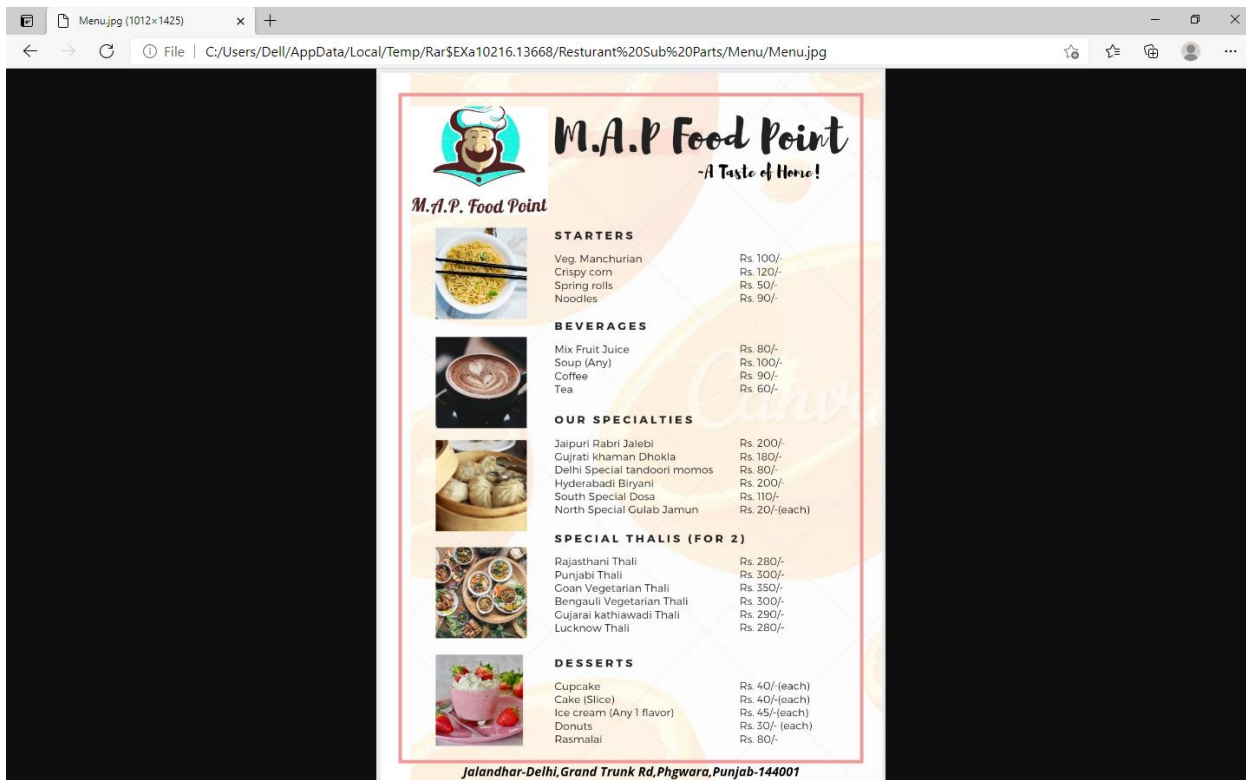 Menu.jpg (1012×1425)
File | C:/Users/Dell/AppData/Local/Temp/Rar$EXa10216.13668/Resturant%20Sub%20Parts/Menu/Menu.jpg
M.A.P Food Point
-A Taste of Home!
M.A.P. Food Point
STARTERS
Veg. Manchurian Rs. 100/-
Crispy corn Rs. 120/-
Spring rolls Rs. 50/-
Noodles Rs. 90/-
BEVERAGES
Mix Fruit Juice Rs. 80/-
Soup (Any) Rs. 100/-
Coffee Rs. 90/-
Tea Rs. 60/-
Canva
OUR SPECIALTIES
Jaipuri Rabri Jalebi Rs. 200/-
Gujrati khaman Dhokla Rs. 180/-
Delhi Special tandoori momos Rs. 80/-
Hyderabadi Biryani Rs. 200/-
South Special Dosa Rs. 110/-
North Special Gulab Jamun Rs. 20/-(each)
SPECIAL THALIS (FOR 2)
Rajasthani Thali Rs. 280/-
Punjabi Thali Rs. 300/-
Goan Vegetarian Thali Rs. 350/-
Bengauli Vegetarian Thali Rs. 300/-
Gujarai kathiawadi Thali Rs. 290/-
Lucknow Thali Rs. 280/-
DESSERTS
Cupcake Rs. 40/-(each)
Cake (Slice) Rs. 40/-(each)
Ice cream (Any 1 flavor) Rs. 45/-(each)
Donuts Rs. 30/- (each)
Rasmalai Rs. 80/-
Jalandhar-Delhi,Grand Trunk Rd,Phgwara,Punjab-144001